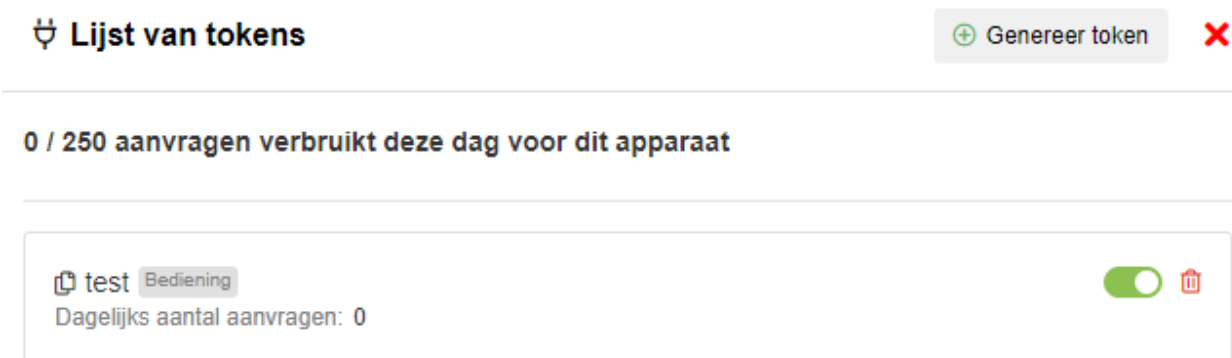 Lijst van tokens
Genereer token
0 / 250 aanvragen verbruikt deze dag voor dit apparaat
test Bediening
Dagelijks aantal aanvragen: 0